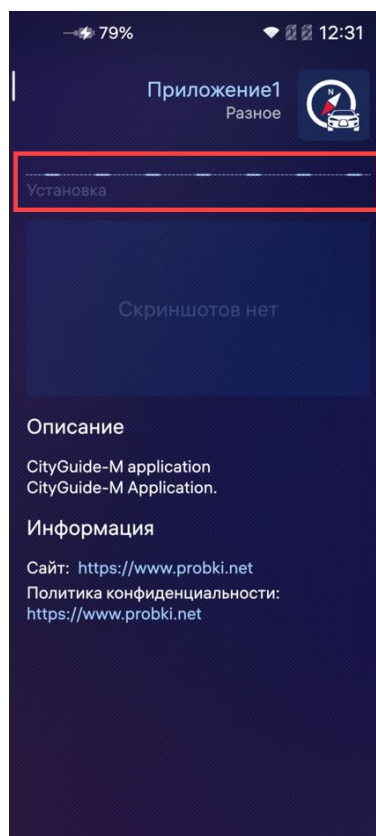 79%
12:31
Приложение1
Разное
N
Установка
Скриншотов нет
Описание
CityGuide-M application
CityGuide-M Application.
Информация
Сайт: https://www.probki.net
Политика конфиденциальности:
https://www.probki.net